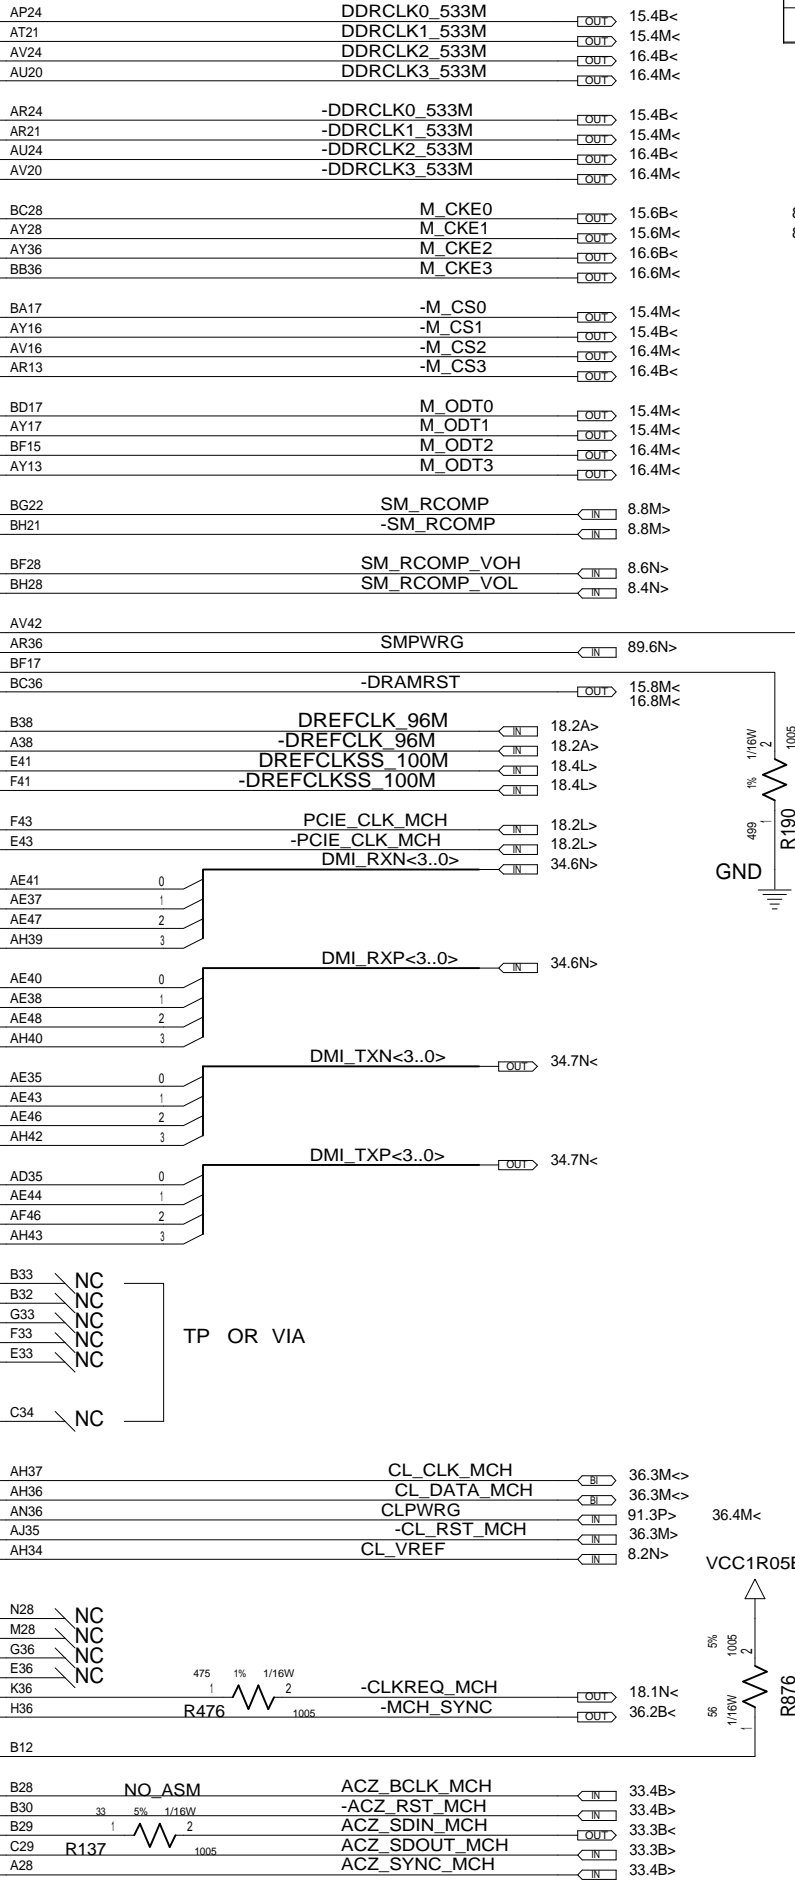 AP24 DDRCLK0_533M OUT 15.4B<
AT21 DDRCLK1_533M OUT 15.4M<
AV24 DDRCLK2_533M OUT 16.4B<
AU20 DDRCLK3_533M OUT 16.4M<
AR24 -DDRCLK0_533M OUT 15.4B<
AR21 -DDRCLK1_533M OUT 15.4M<
AU24 -DDRCLK2_533M OUT 16.4B<
AV20 -DDRCLK3_533M OUT 16.4M<
BC28 M_CKE0 OUT 15.6B<
AY28 M_CKE1 OUT 15.6M<
AY36 M_CKE2 OUT 16.6B<
BB36 M_CKE3 OUT 16.6M<
BA17 -M_CS0 OUT 15.4M<
AY16 -M_CS1 OUT 15.4B<
AV16 -M_CS2 OUT 16.4M<
AR13 -M_CS3 OUT 16.4B<
BD17 M_ODT0 OUT 15.4M<
AY17 M_ODT1 OUT 15.4M<
BF15 M_ODT2 OUT 16.4M<
AY13 M_ODT3 OUT 16.4M<
BG22 SM_RCOMP IN 8.8M>
BH21 -SM_RCOMP IN 8.8M>
BF28 SM_RCOMP_VOH IN 8.6N>
BH28 SM_RCOMP_VOL IN 8.4N>
AV42
AR36 SMPWRG IN 89.6N>
BF17
BC36 -DRAMRST OUT 15.8M<
16.8M<
B38 DREFCLK_96M IN 18.2A>
A38 -DREFCLK_96M IN 18.2A>
E41 DREFCLKSS_100M IN 18.4L>
F41 -DREFCLKSS_100M IN 18.4L>
499 1% 1/16W 1005
1 2
R190
GND
F43 PCIE_CLK_MCH IN 18.2L>
E43 -PCIE_CLK_MCH IN 18.2L>
DMI_RXN<3..0> IN 34.6N>
AE41 0
AE37 1
AE47 2
AH39 3
DMI_RXP<3..0> IN 34.6N>
AE40 0
AE38 1
AE48 2
AH40 3
DMI_TXN<3..0> OUT 34.7N<
AE35 0
AE43 1
AE46 2
AH42 3
DMI_TXP<3..0> OUT 34.7N<
AD35 0
AE44 1
AF46 2
AH43 3
B33 NC
B32 NC
G33 NC
F33 NC
E33 NC
TP OR VIA
C34 NC
AH37 CL_CLK_MCH BI 36.3M<>
AH36 CL_DATA_MCH BI 36.3M<>
AN36 CLPWRG IN 91.3P> 36.4M<
AJ35 -CL_RST_MCH IN 36.3M>
AH34 CL_VREF IN 8.2N>
VCC1R05B
N28 NC
M28 NC
G36 NC
E36 NC
56 5% 1/16W 1005
1 2
R876
475 1% 1/16W
K36 1 2 -CLKREQ_MCH OUT 18.1N<
R476 1005
H36 -MCH_SYNC OUT 36.2B<
B12
B28 NO_ASM ACZ_BCLK_MCH IN 33.4B>
B30 33 5% 1/16W -ACZ_RST_MCH IN 33.4B>
B29 1 2 ACZ_SDIN_MCH OUT 33.3B<
C29 R137 1005 ACZ_SDOUT_MCH IN 33.3B>
A28 ACZ_SYNC_MCH IN 33.4B>